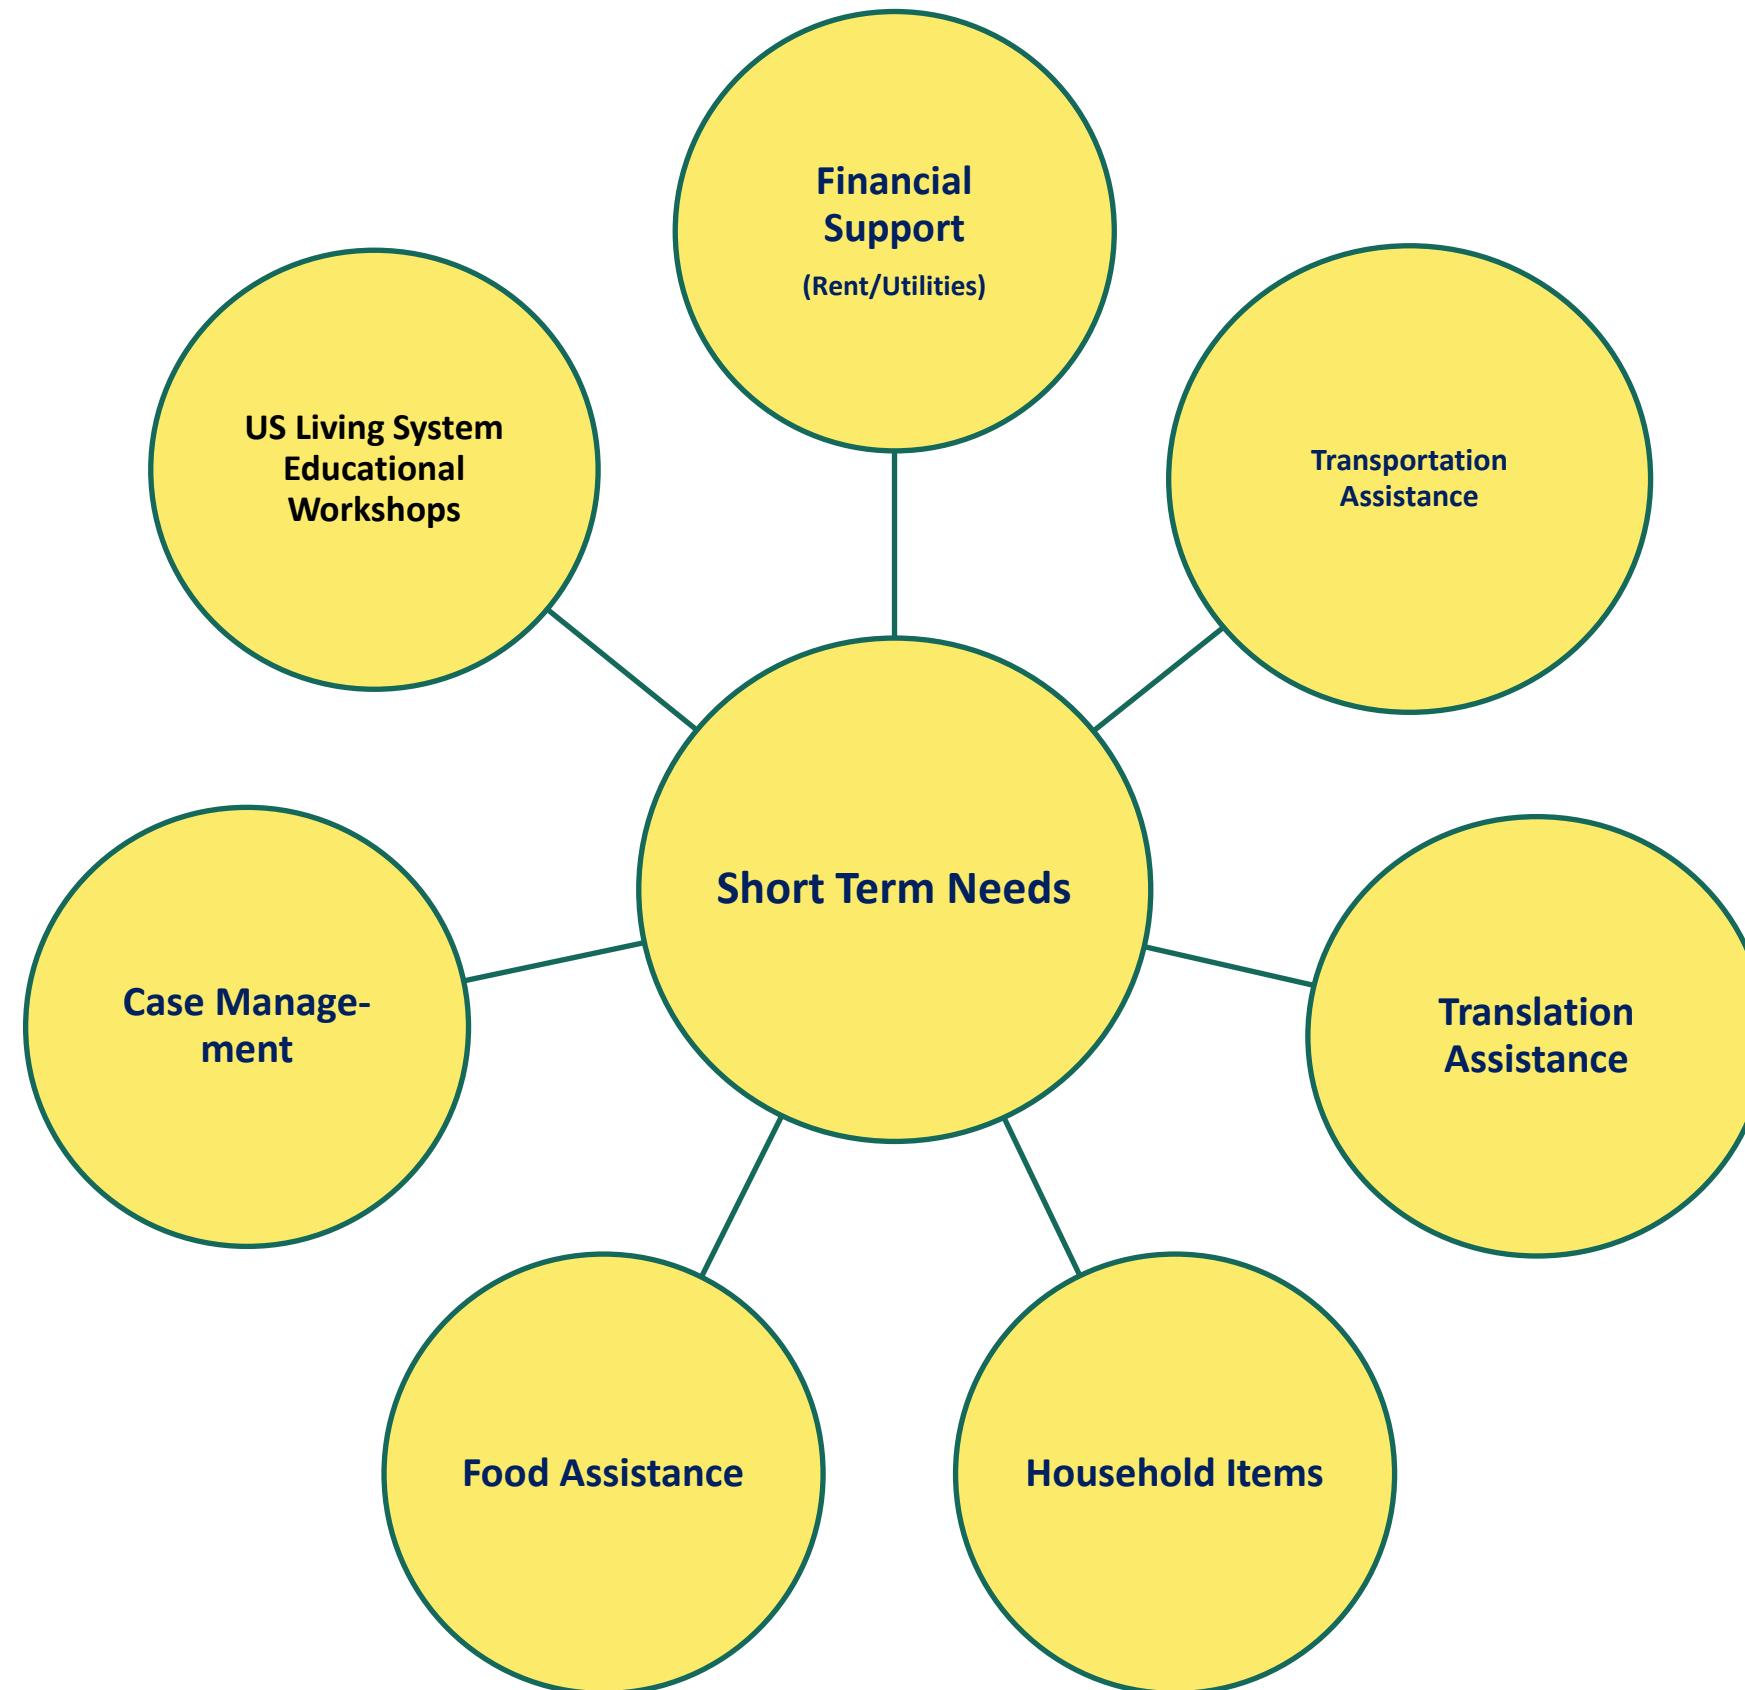 Financial
Support
(Rent/Utilities)
US Living System
Educational
Workshops
Transportation
Assistance
Short Term Needs
Case Manage-
ment
Translation
Assistance
Food Assistance
Household Items